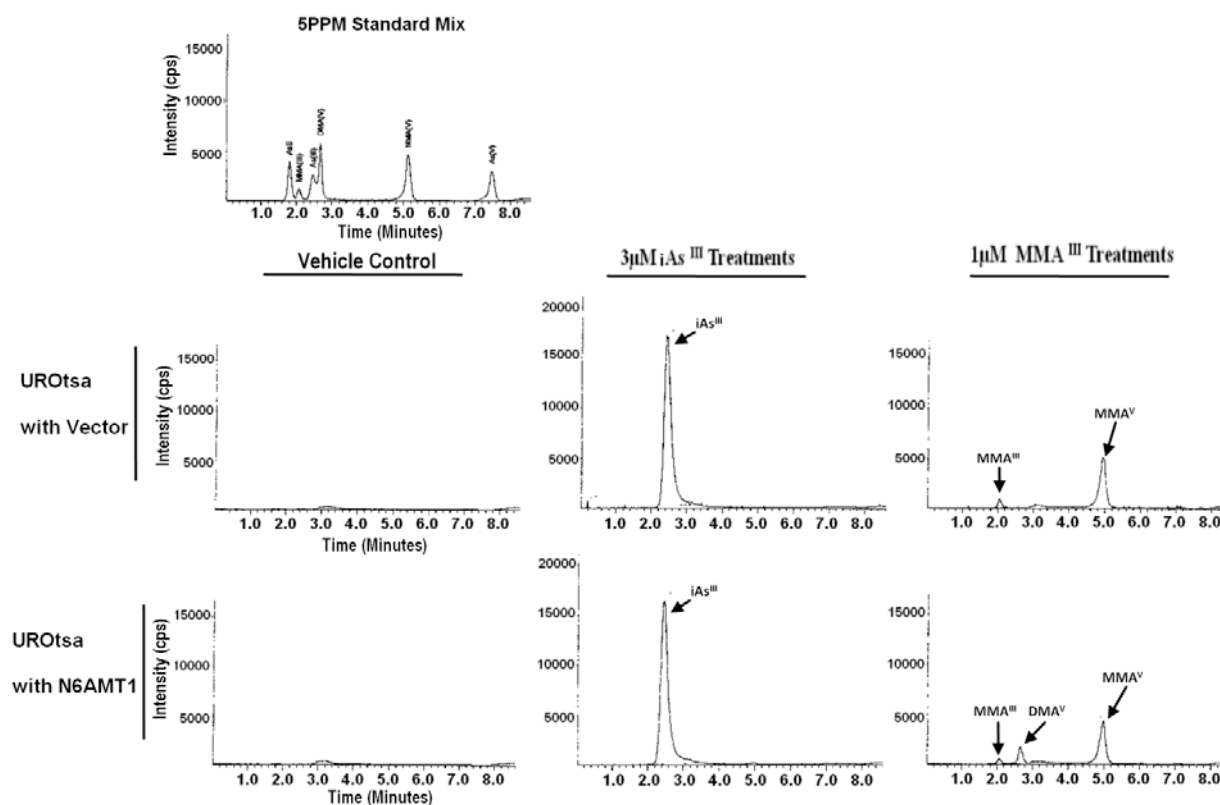 5PPM Standard Mix
Intensity (cps)
15000
10000
5000
MMA(III)
As(III)
DMA(V)
MMA(V)
As(V)
1.0 2.0 3.0 4.0 5.0 6.0 7.0 8.0
Time (Minutes)
Vehicle Control
3µM iAs III Treatments
1µM MMA III Treatments
UROtsa
with Vector
Intensity (cps)
15000
10000
5000
1.0 2.0 3.0 4.0 5.0 6.0 7.0 8.0
Time (Minutes)
20000
15000
10000
5000
iAsIII
1.0 2.0 3.0 4.0 5.0 6.0 7.0 8.0
15000
10000
5000
MMAIII
MMAV
1.0 2.0 3.0 4.0 5.0 6.0 7.0 8.0
UROtsa
with N6AMT1
Intensity (cps)
15000
10000
5000
1.0 2.0 3.0 4.0 5.0 6.0 7.0 8.0
Time (Minutes)
20000
15000
10000
5000
iAsIII
1.0 2.0 3.0 4.0 5.0 6.0 7.0 8.0
15000
10000
5000
MMAIII
DMAV
MMAV
1.0 2.0 3.0 4.0 5.0 6.0 7.0 8.0